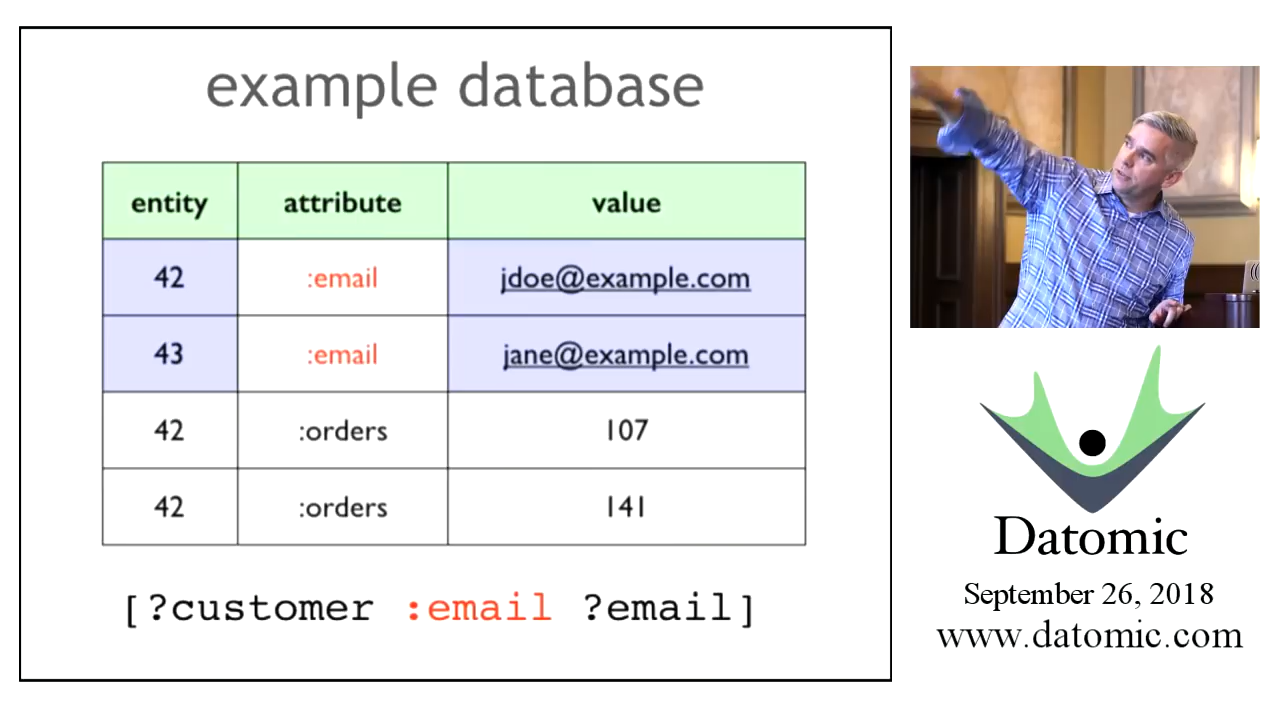 example database
entity attribute value
42 :email jdoe@example.com
43 :email jane@example.com
42 :orders 107
42 :orders 141
[?customer :email ?email]
Datomic
September 26, 2018
www.datomic.com